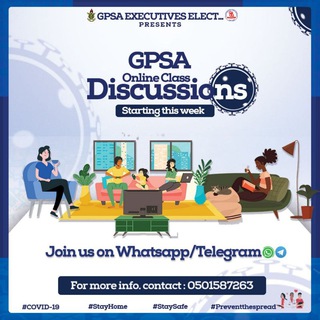 GPSA EXECUTIVES ELECT...
PRESENTS
GPSA
Online Class
Discussions
Starting this week
Join us on Whatsapp/Telegram
For more info. contact : 0501587263
#COVID-19 #StayHome #StaySafe #Preventthespread